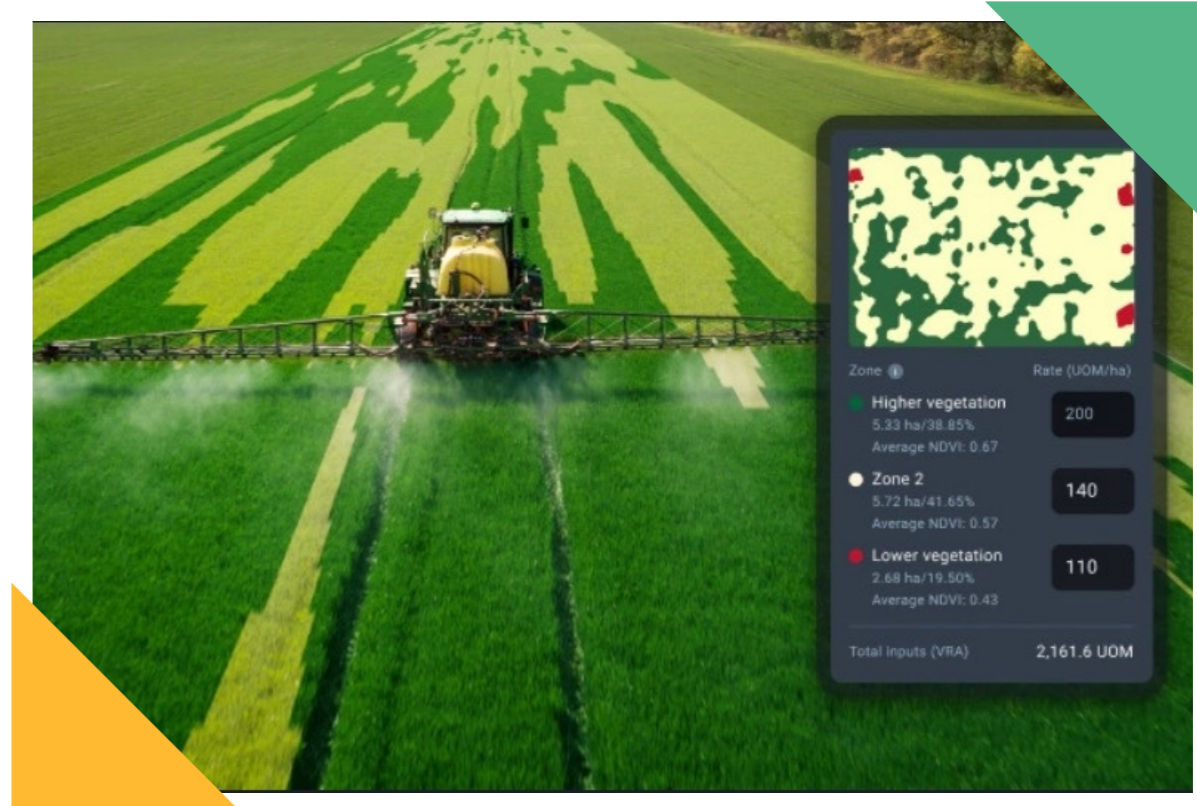 Zone i Rate (UOM/ha)
Higher vegetation 200
5.33 ha/38.85%
Average NDVI: 0.67
Zone 2 140
5.72 ha/41.65%
Average NDVI: 0.57
Lower vegetation 110
2.68 ha/19.50%
Average NDVI: 0.43
Total inputs (VRA) 2,161.6 UOM